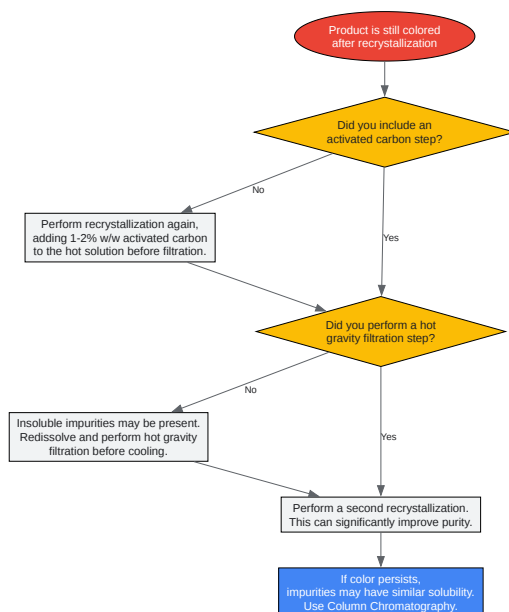 Product is still colored
after recrystallization
Did you include an
activated carbon step?
No
Perform recrystallization again,
adding 1-2% w/w activated carbon
to the hot solution before filtration.
Yes
Did you perform a hot
gravity filtration step?
No
Insoluble impurities may be present.
Redissolve and perform hot gravity
filtration before cooling.
Yes
Perform a second recrystallization.
This can significantly improve purity.
If color persists,
impurities may have similar solubility.
Use Column Chromatography.